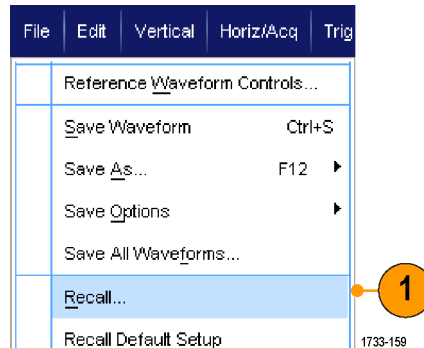 File Edit Vertical Horiz/Acq Trig
Reference Waveform Controls...
Save Waveform Ctrl+S
Save As... F12
Save Options
Save All Waveforms...
Recall... 1
Recall Default Setup
1733-159